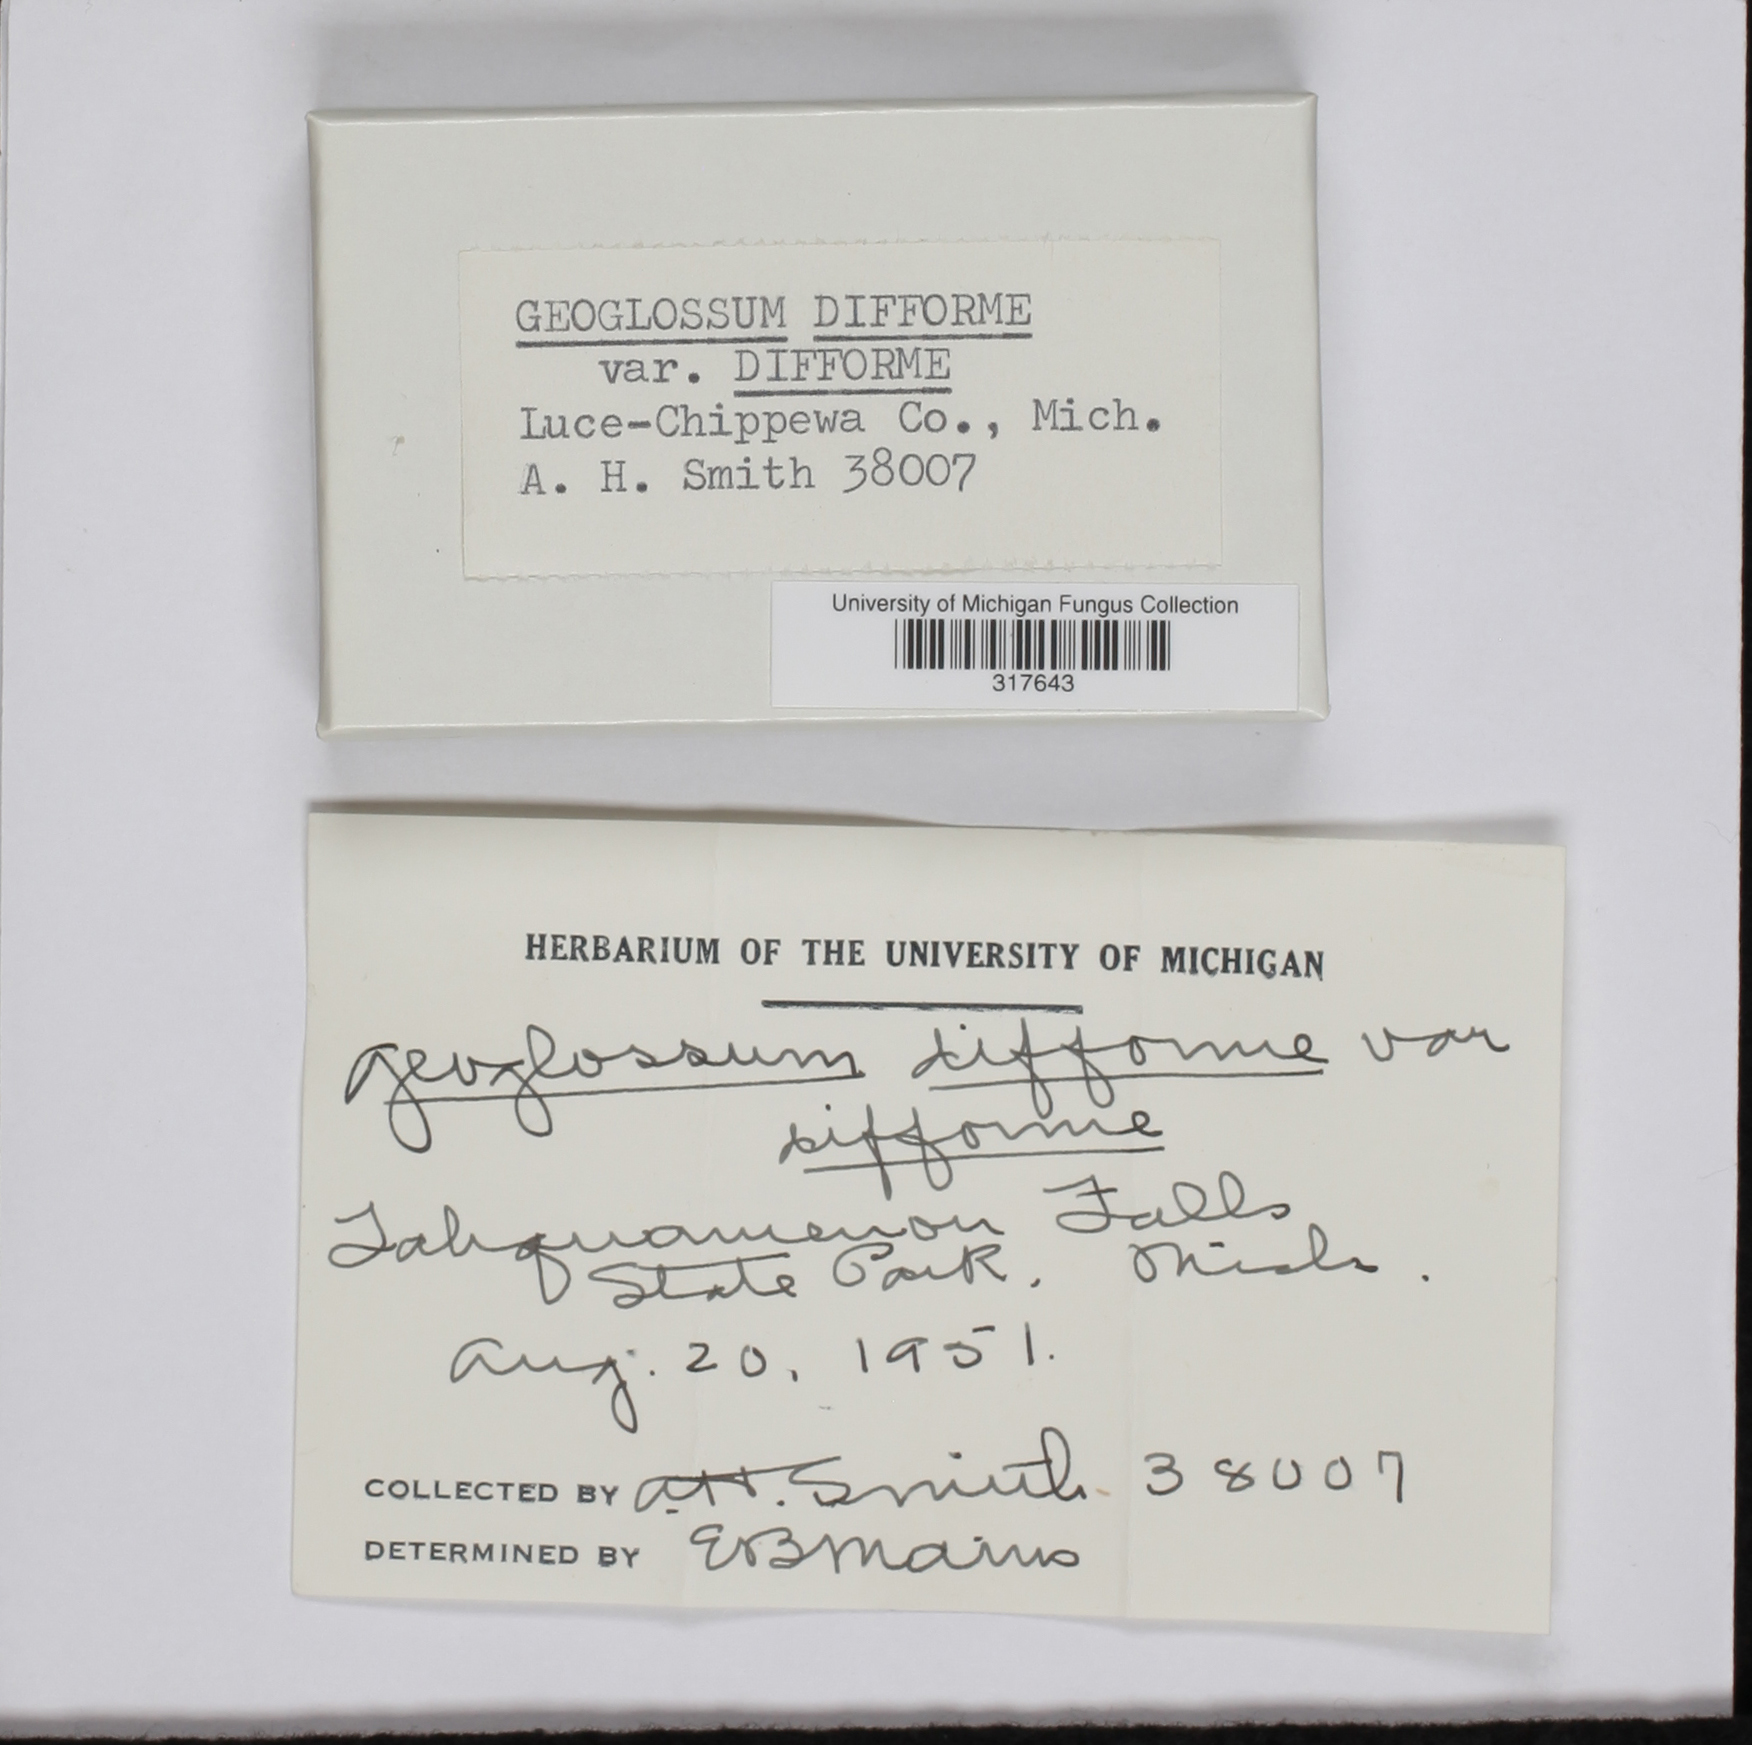 GEOGLOSSUM DIFFORME
var. DIFFORME
Luce-Chippewa Co., Mich.
A. H. Smith 38007
University of Michigan Fungus Collection
317643
HERBARIUM OF THE UNIVERSITY OF MICHIGAN
Geoglossum difforme var
difforme
Tahquamenon Falls
State Park, Mich.
Aug. 20, 1951.
COLLECTED BY A.H. Smith 38007
DETERMINED BY EBMains